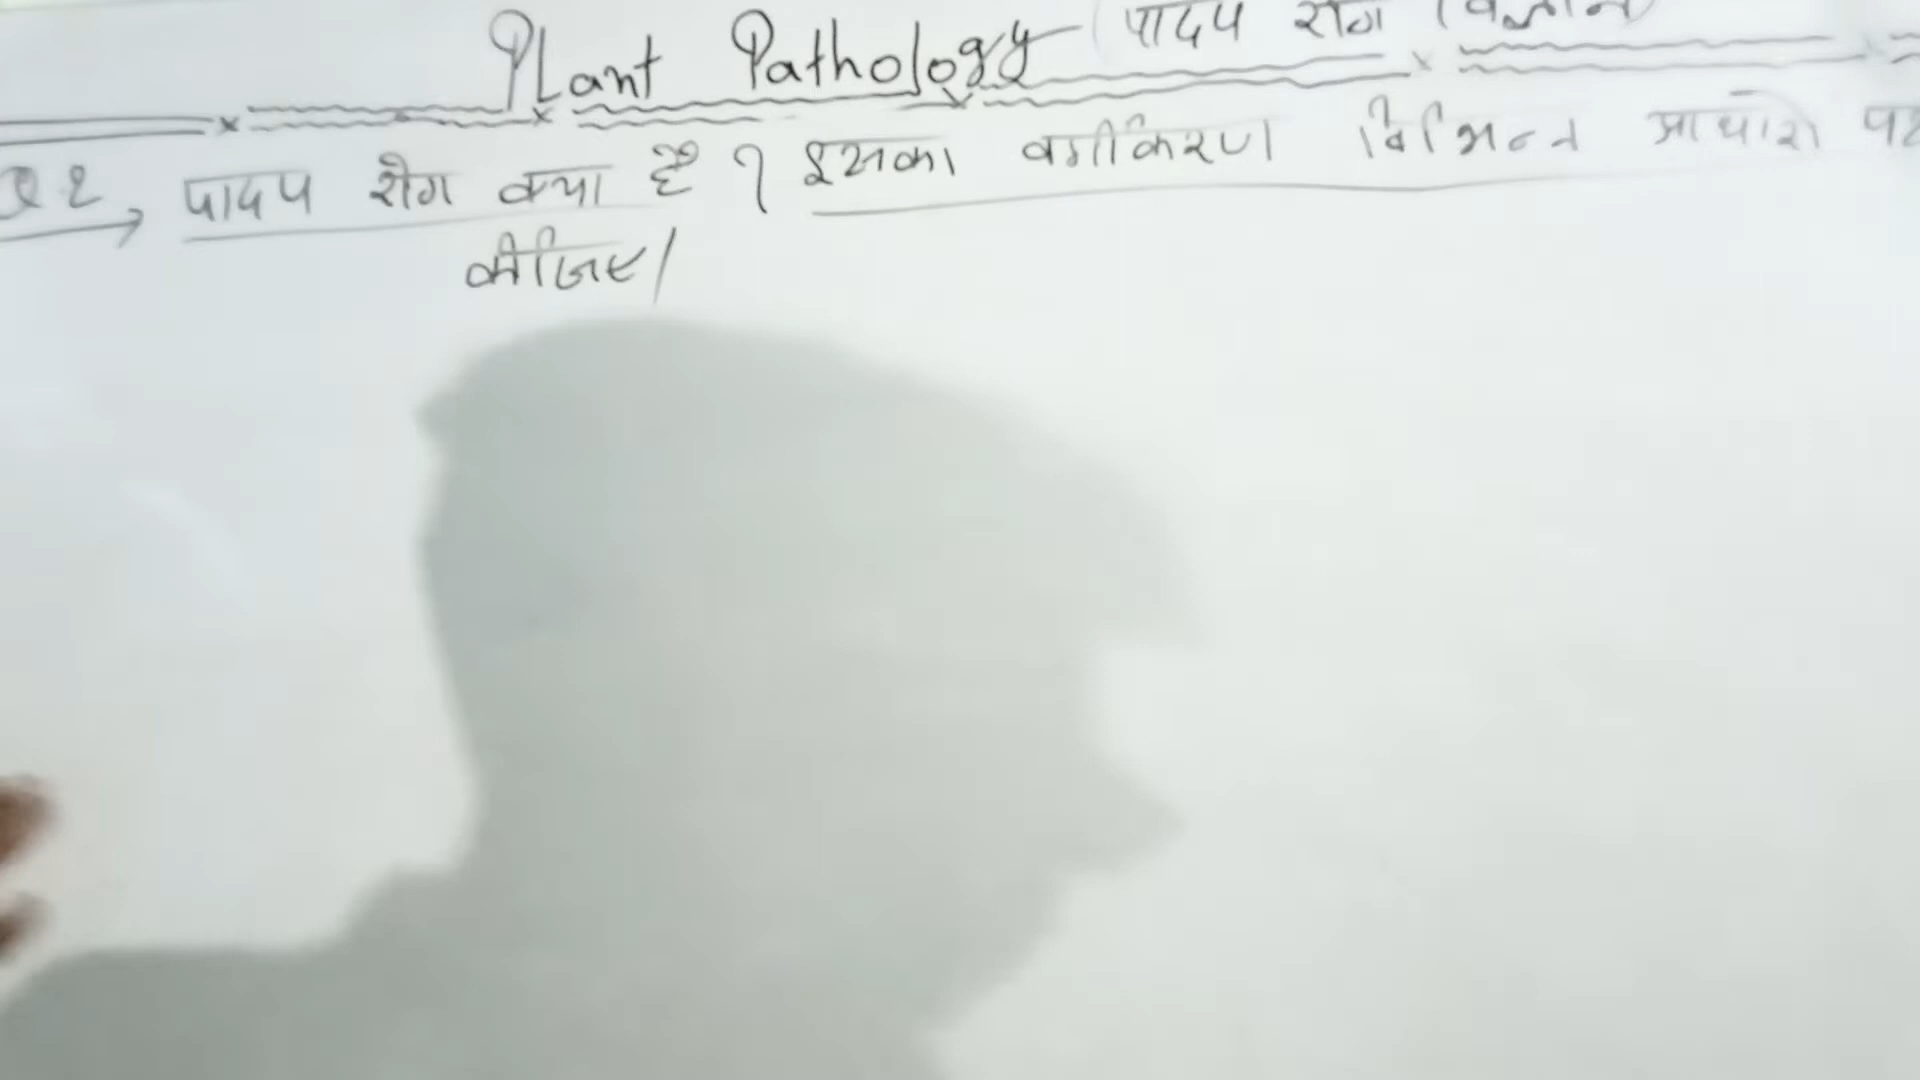 Plant Pathology (पादप रोग विज्ञान)
Q 2 → पादप रोग क्या है ? इसका वर्गीकरण विभिन्न आधारो पर
कीजिए/